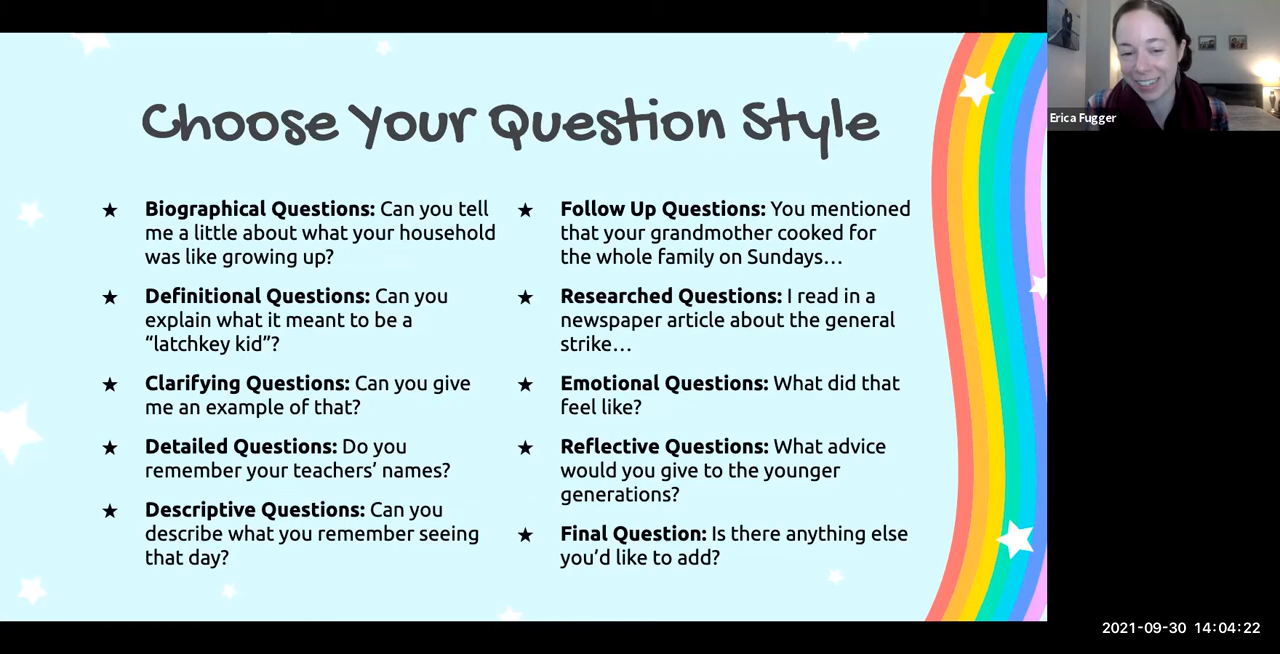 Choose Your Question Style
★ Biographical Questions: Can you tell
me a little about what your household
was like growing up?
★ Definitional Questions: Can you
explain what it meant to be a
“latchkey kid”?
★ Clarifying Questions: Can you give
me an example of that?
★ Detailed Questions: Do you
remember your teachers’ names?
★ Descriptive Questions: Can you
describe what you remember seeing
that day?
★ Follow Up Questions: You mentioned
that your grandmother cooked for
the whole family on Sundays…
★ Researched Questions: I read in a
newspaper article about the general
strike…
★ Emotional Questions: What did that
feel like?
★ Reflective Questions: What advice
would you give to the younger
generations?
★ Final Question: Is there anything else
you’d like to add?
Erica Fugger
2021-09-30 14:04:22